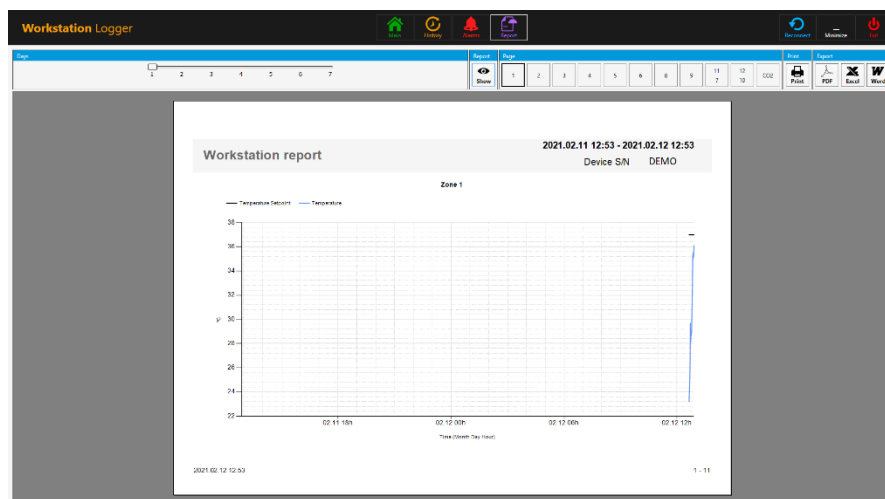 Workstation Logger
Main
History
Alarms
Report
Reconnect
Minimize
Exit
Days
Report
Page
Print
Export
1 2 3 4 5 6 7
Show
1 2 3 4 5 6 8 9 11 7 12 10 CO2
Print
PDF
Excel
Word
Workstation report
2021.02.11 12:53 - 2021.02.12 12:53
Device S/N DEMO
Zone 1
Temperature Setpoint
Temperature
38
36
34
32
30
28
26
24
22
°C
02.11 18h
02.12 00h
02.12 06h
02.12 12h
Time (Month Day Hour)
2021.02.12 12:53
1 - 11